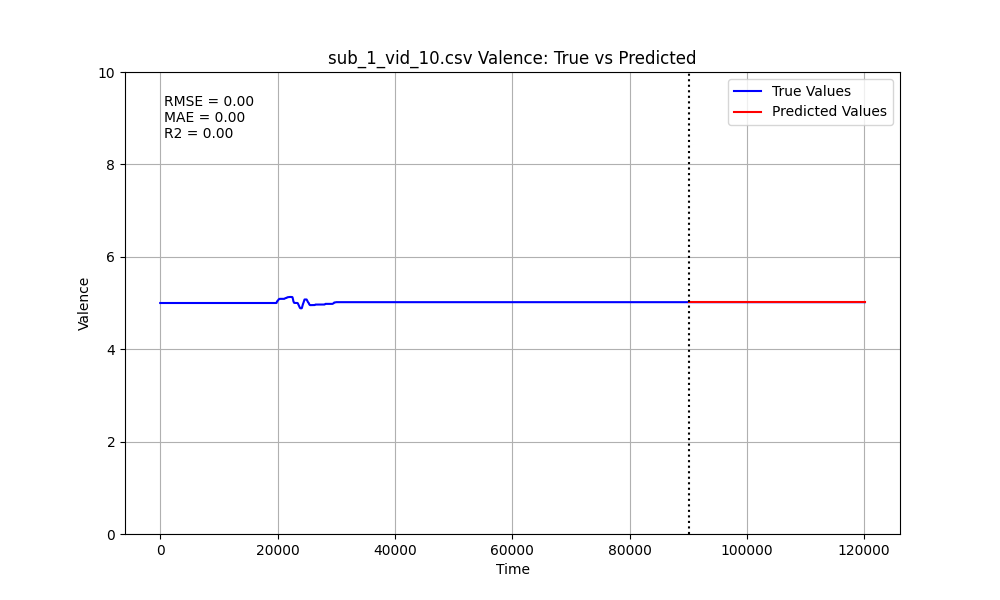 sub_1_vid_10.csv Valence: True vs Predicted
RMSE = 0.00
MAE = 0.00
R2 = 0.00
True Values
Predicted Values
Valence
10
8
6
4
2
0
0 20000 40000 60000 80000 100000 120000
Time